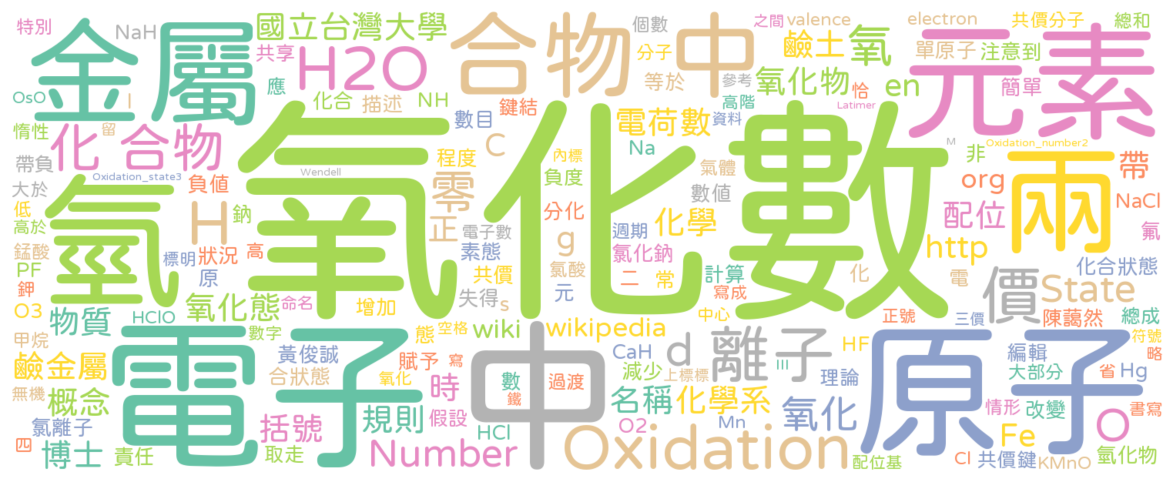 特別 NaH 國立台灣大學 個數 之間 valence electron 共價分子 總和
金屬 共享 H2O 合物中 分子 鹼土 氧 單原子 注意到 元素
OsO I 應 化合 描述 NH 鍵結 等於 氧化物 參考 恰 en 簡單
惰性 留 數目 電荷數 高階 資料 Latimer
化 合物 C Na M Oxidation_number2
帶負 Oxidation_state3 Wendell 程度 內標 氣體 非 帶
大於 負值 零 負度 數值 org NaCl
低 鈉 氫 H 氧化數 正 分化 化學 配位 兩 氟
高於 電子數 週期
錳酸 標明 狀況 高 素態 g 氯化鈉 http
PF 原 氯酸 化 電 化合狀態
鉀 共價 二 常 計算 價 State
O3 HClO 氧化態 命名 增加 失得 s 元 寫成
物質 數字 態 空格 wiki wikipedia 中心 正號 三價 陳藹然 總成
甲烷 電子 中 d 離子 原子 符號
鹼金屬 黃俊誠 賦予 寫 CaH III HF 編輯 略
合狀態 數 過渡 減少 上標標 理論 大部分 Hg 省
無機 概念 氧化 時 鐵 名稱 化學系 氧化 情形 改變 書寫
氯離子 括號 規則 假設 O2 Mn O
四 博士 責任 取走 Number HCl Oxidation 配位基 Fe Cl 共價鍵 KMnO 氫化物